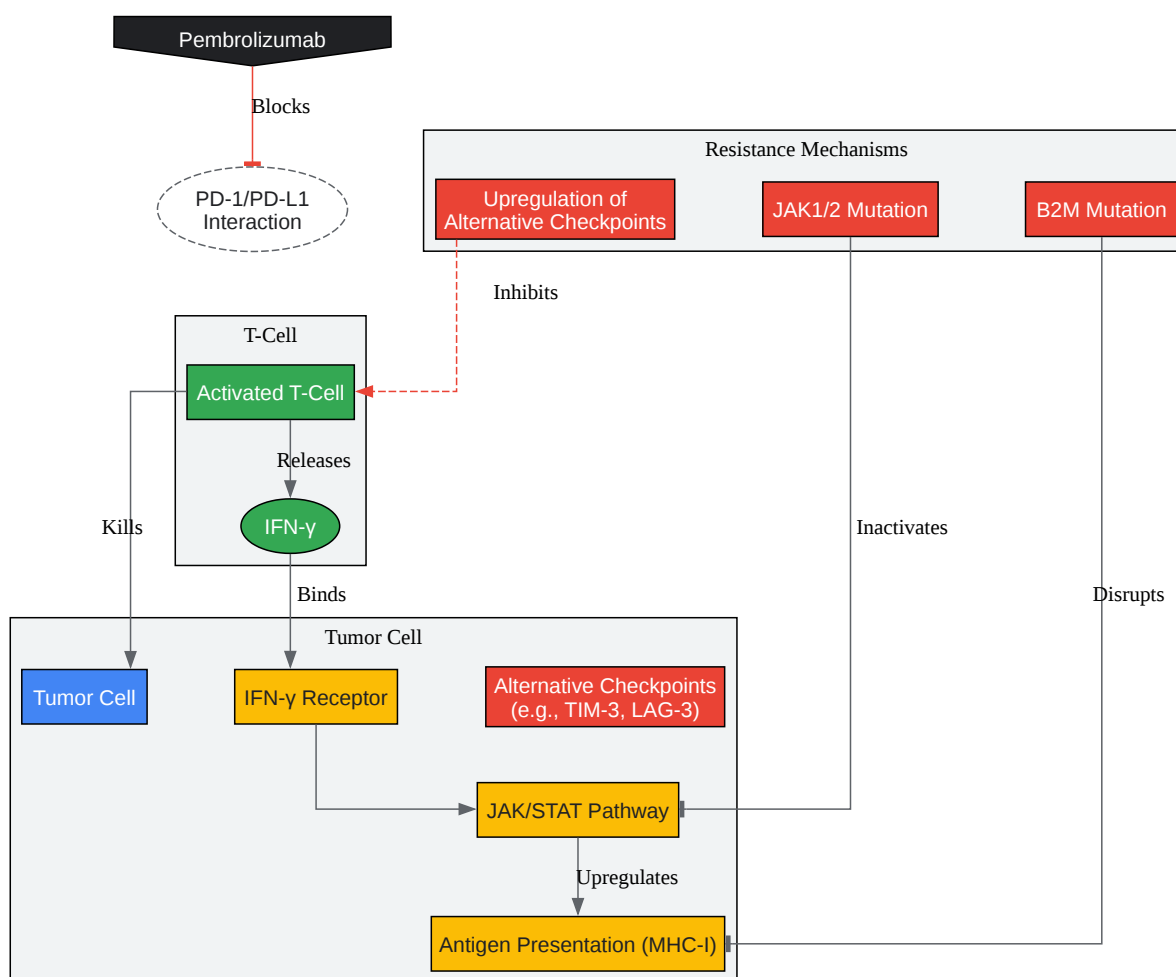 Pembrolizumab
Blocks
PD-1/PD-L1
Interaction
Resistance Mechanisms
Upregulation of
Alternative Checkpoints
JAK1/2 Mutation
B2M Mutation
Inhibits
T-Cell
Activated T-Cell
Releases
IFN-γ
Kills
Inactivates
Binds
Disrupts
Tumor Cell
Tumor Cell
IFN-γ Receptor
Alternative Checkpoints
(e.g., TIM-3, LAG-3)
JAK/STAT Pathway
Upregulates
Antigen Presentation (MHC-I)